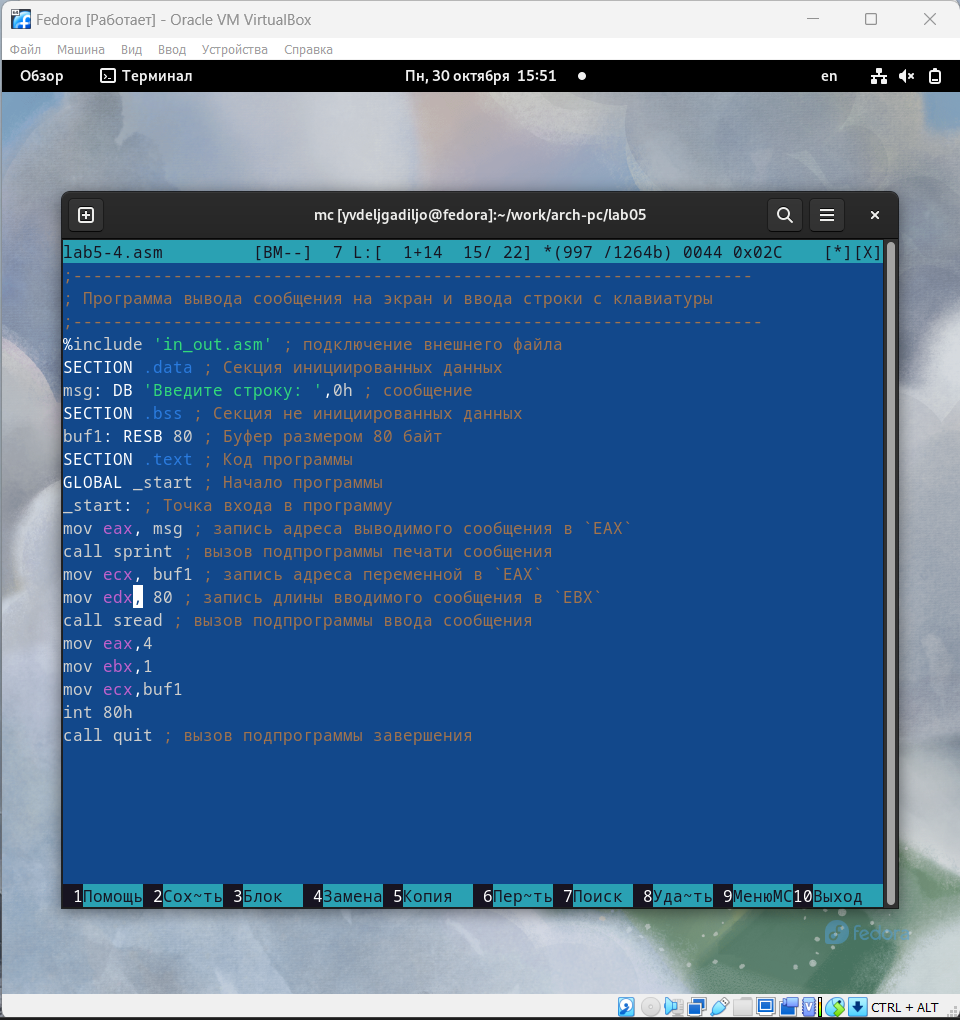 Fedora [Работает] - Oracle VM VirtualBox
Файл Машина Вид Ввод Устройства Справка
Обзор Терминал Пн, 30 октября 15:51 en
mc [yvdeljgadiljo@fedora]:~/work/arch-pc/lab05
lab5-4.asm [BM--] 7 L:[ 1+14 15/ 22] *(997 /1264b) 0044 0x02C [*][X]
;--------------------------------------------------------------------
; Программа вывода сообщения на экран и ввода строки с клавиатуры
;---------------------------------------------------------------------
%include 'in_out.asm' ; подключение внешнего файла
SECTION .data ; Секция инициированных данных
msg: DB 'Введите строку: ',0h ; сообщение
SECTION .bss ; Секция не инициированных данных
buf1: RESB 80 ; Буфер размером 80 байт
SECTION .text ; Код программы
GLOBAL _start ; Начало программы
_start: ; Точка входа в программу
mov eax, msg ; запись адреса выводимого сообщения в `EAX`
call sprint ; вызов подпрограммы печати сообщения
mov ecx, buf1 ; запись адреса переменной в `EAX`
mov edx, 80 ; запись длины вводимого сообщения в `EBX`
call sread ; вызов подпрограммы ввода сообщения
mov eax,4
mov ebx,1
mov ecx,buf1
int 80h
call quit ; вызов подпрограммы завершения
1Помощь 2Сох~ть 3Блок 4Замена 5Копия 6Пер~ть 7Поиск 8Уда~ть 9МенюМС 10Выход
fedora
CTRL + ALT